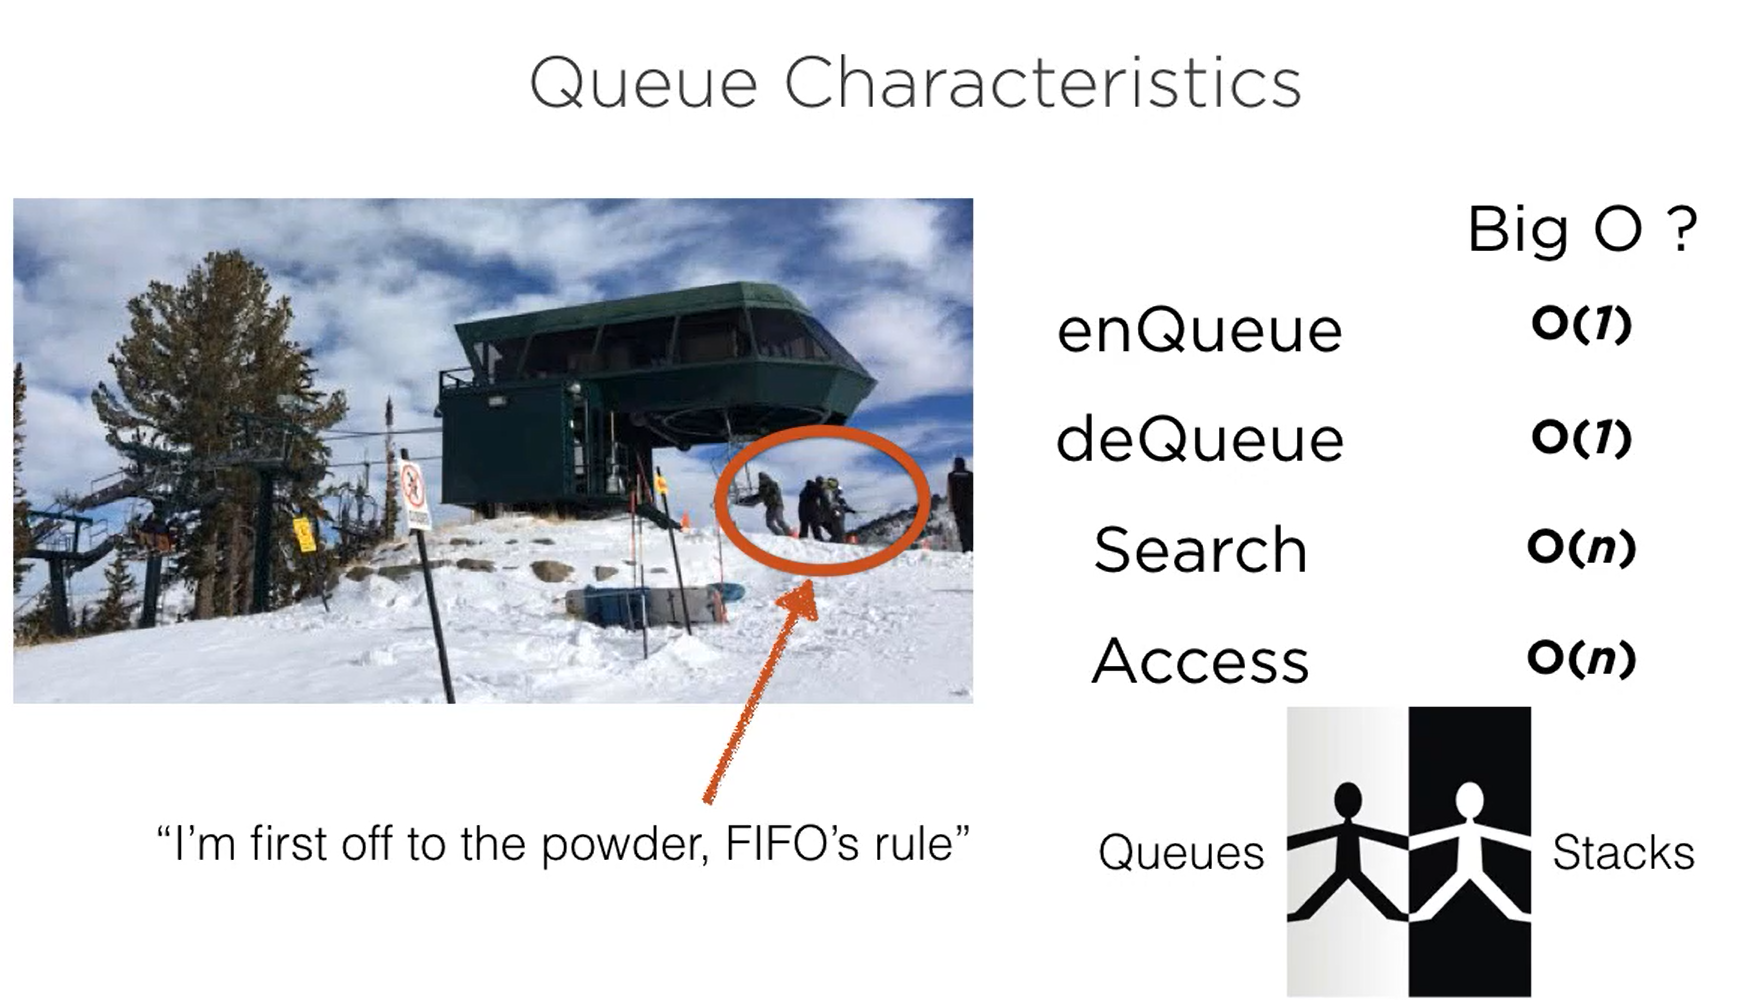 Queue Characteristics
Big O ?
enQueue O(1)
deQueue O(1)
Search O(n)
Access O(n)
“I’m first off to the powder, FIFO’s rule”
Queues Stacks